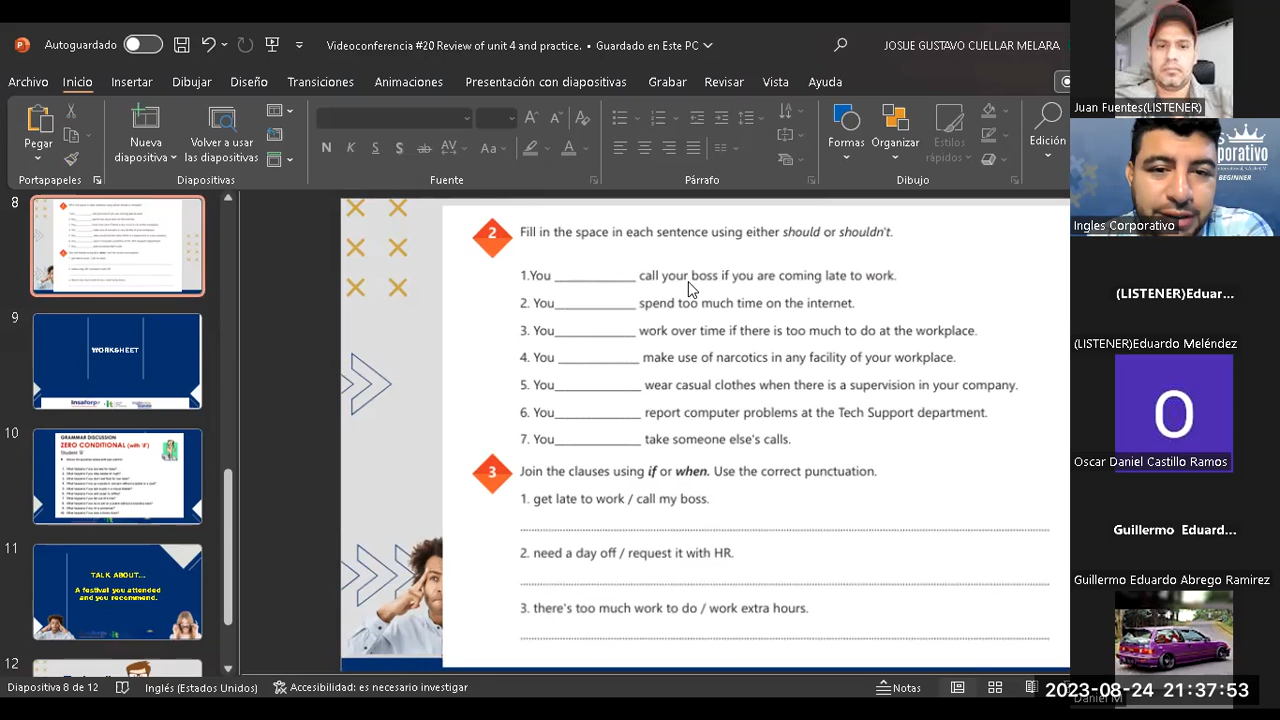 Autoguardado
Videoconferencia #20 Review unit 4 and practice. • Guardado en Este PC
JOSUE GUSTAVO CUELLAR MELARA
Archivo Inicio Insertar Dibujar Diseño Transiciones Animaciones entación con diapositivas Grabar Revisar Vista Ayuda
Pegar
Nueva diapositiva
Volver a usar diapositivas
N K S S ab AV Aa A
Formas Organizar Estilos rápidos Edición
Portapapeles Diapositivas Fuente Párrafo Dibujo
8
9
WORKSHEET
10
GRAMMAR DISCUSSION
ZERO CONDITIONAL (with 'if')
11
TALK ABOUT...
A festival you attended
and you recommend.
12
2 Fill in the space in each sentence using either should or shouldn't.
1.You ____________ call your boss if you are coming late to work.
2. You____________ spend too much time on the internet.
3. You____________ work over time if there is too much to do at the workplace.
4. You ____________ make use of narcotics in any facility of your workplace.
5. You____________ wear casual clothes when there is a supervision in your company.
6. You____________ report computer problems at the Tech Support department.
7. You____________ take someone else's calls.
3 Join the clauses using if or when. Use the correct punctuation.
1. get late to work / call my boss.
2. need a day off / request it with HR.
3. there's too much work to do / work extra hours.
Juan Fuentes(LISTENER)
porativo
BEGINNER
Ingles Corporativo
(LISTENER)Eduar...
(LISTENER)Eduardo Meléndez
O
Oscar Daniel Castillo Ramos
Guillermo Eduard...
Guillermo Eduardo Abrego Ramirez
Daniel M
Diapositiva 8 de 12 Inglés (Estados Unidos) Accesibilidad: es necesario investigar Notas
2023-08-24 21:37:53